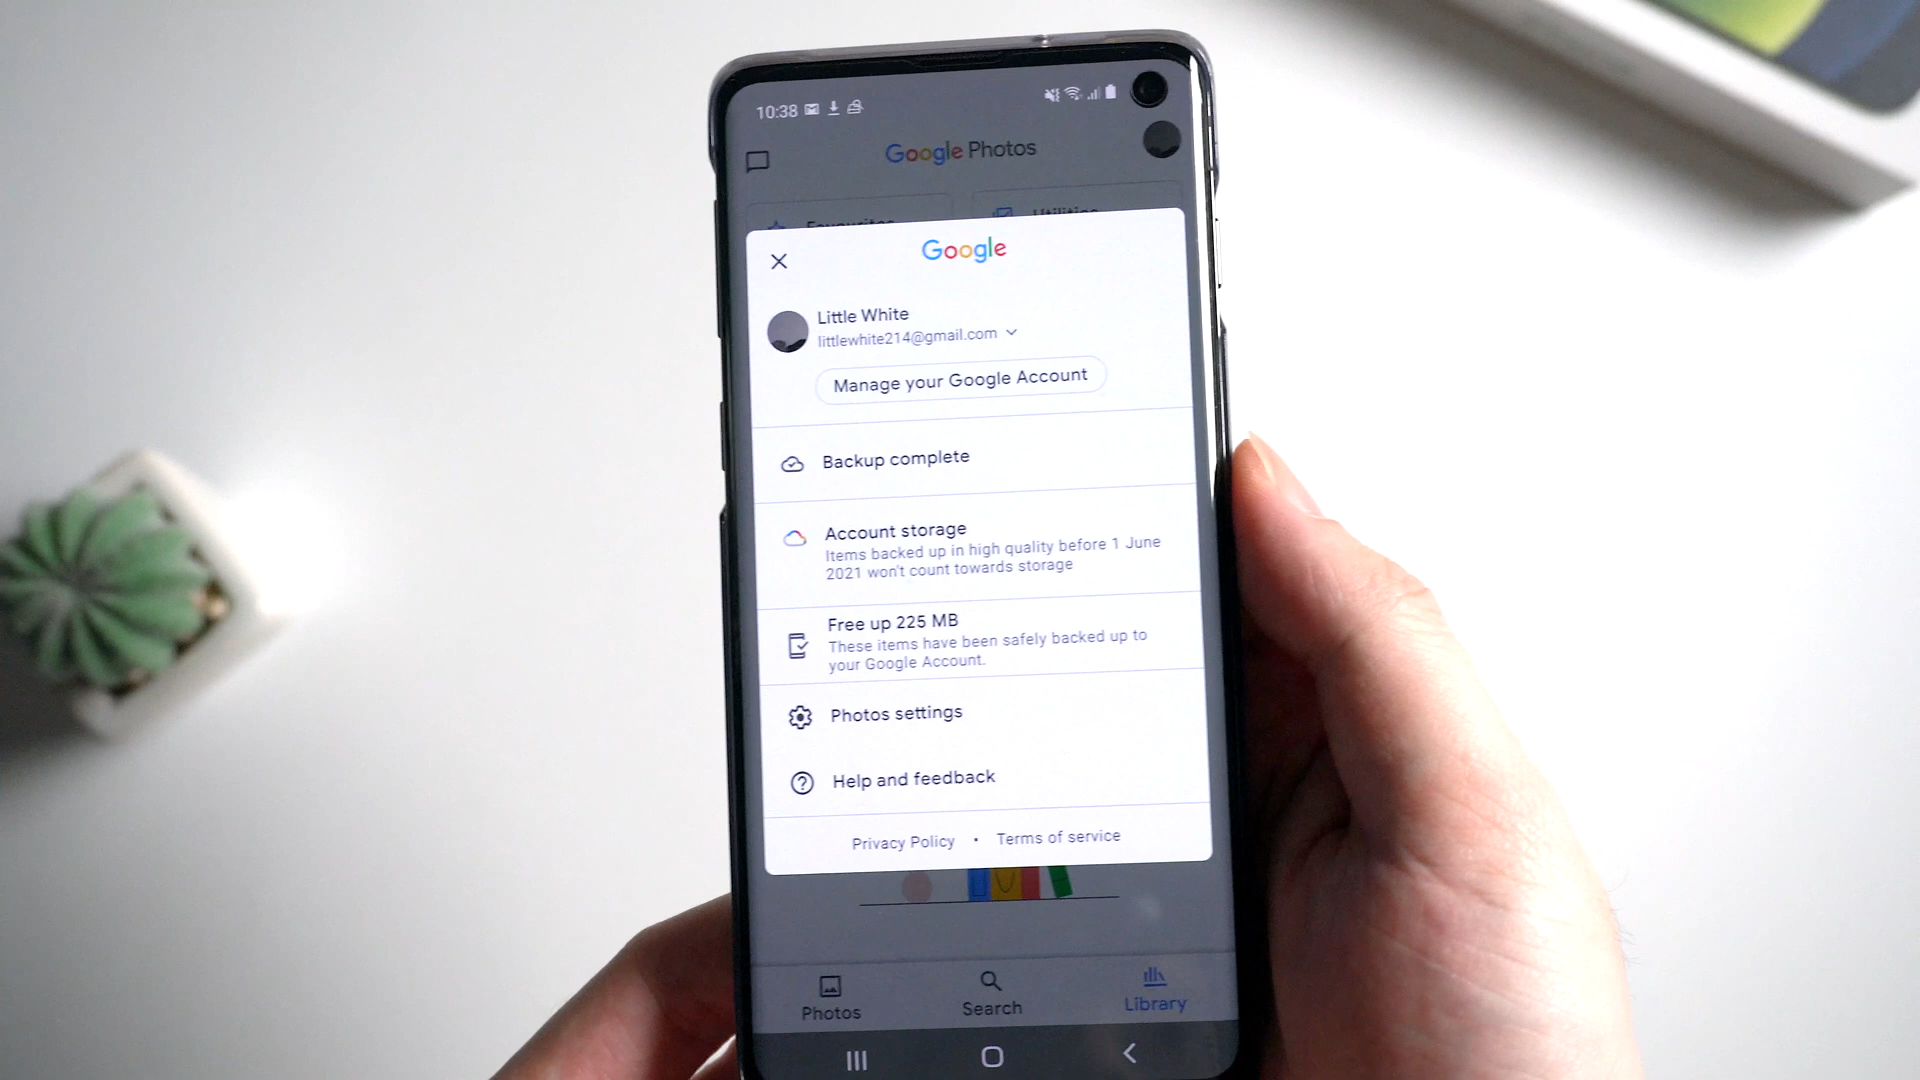 10:38
Google Photos
Favourites
Utilities
Google
Little White
littlewhite214@gmail.com
Manage your Google Account
Backup complete
Account storage
Items backed up in high quality before 1 June
2021 won't count towards storage
Free up 225 MB
These items have been safely backed up to
your Google Account.
Photos settings
Help and feedback
Privacy Policy • Terms of service
Photos
Search
Library